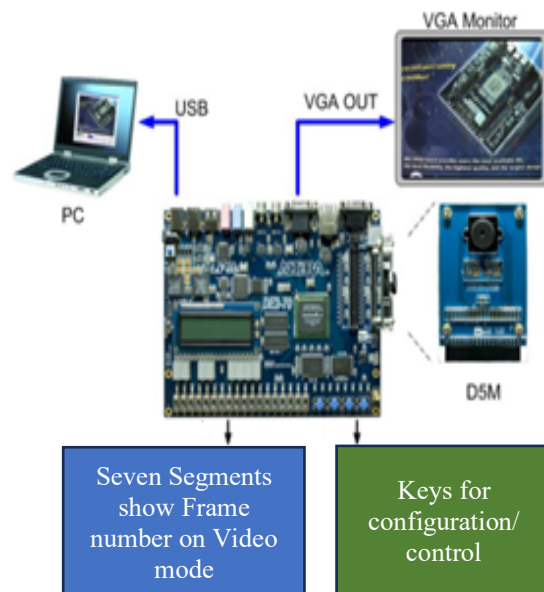 VGA Monitor
USB
VGA OUT
PC
ALTERA
D5M
Seven Segments
show Frame
number on Video
mode
Keys for
configuration/
control